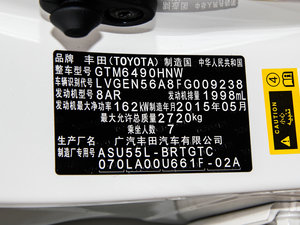 品牌 丰田(TOYOTA) 制造国 中华人民共和国
整车型号 GTM6490HNW
车辆识别代号 LVGEN56A8FG009238
发动机型号 8AR 发动机排量 1998mL
发动机最大净功率 162kW 制造年月 2015年05月
最大允许总质量 2720kg
乘坐人数 7
制造厂名 广汽丰田汽车有限公司
制造厂专用号 ASU55L-BRTGTC
070LA00U661F-02A
4